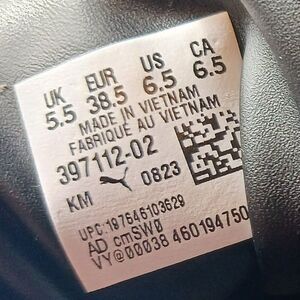 UK EUR US CA
5.5 38.5 6.5 6.5
MADE IN VIETNAM
FABRIQUÉ AU VIETNAM
397112-02
KM 0823
UPC:197646103629
AD cmSW0
VY@00038 460194750